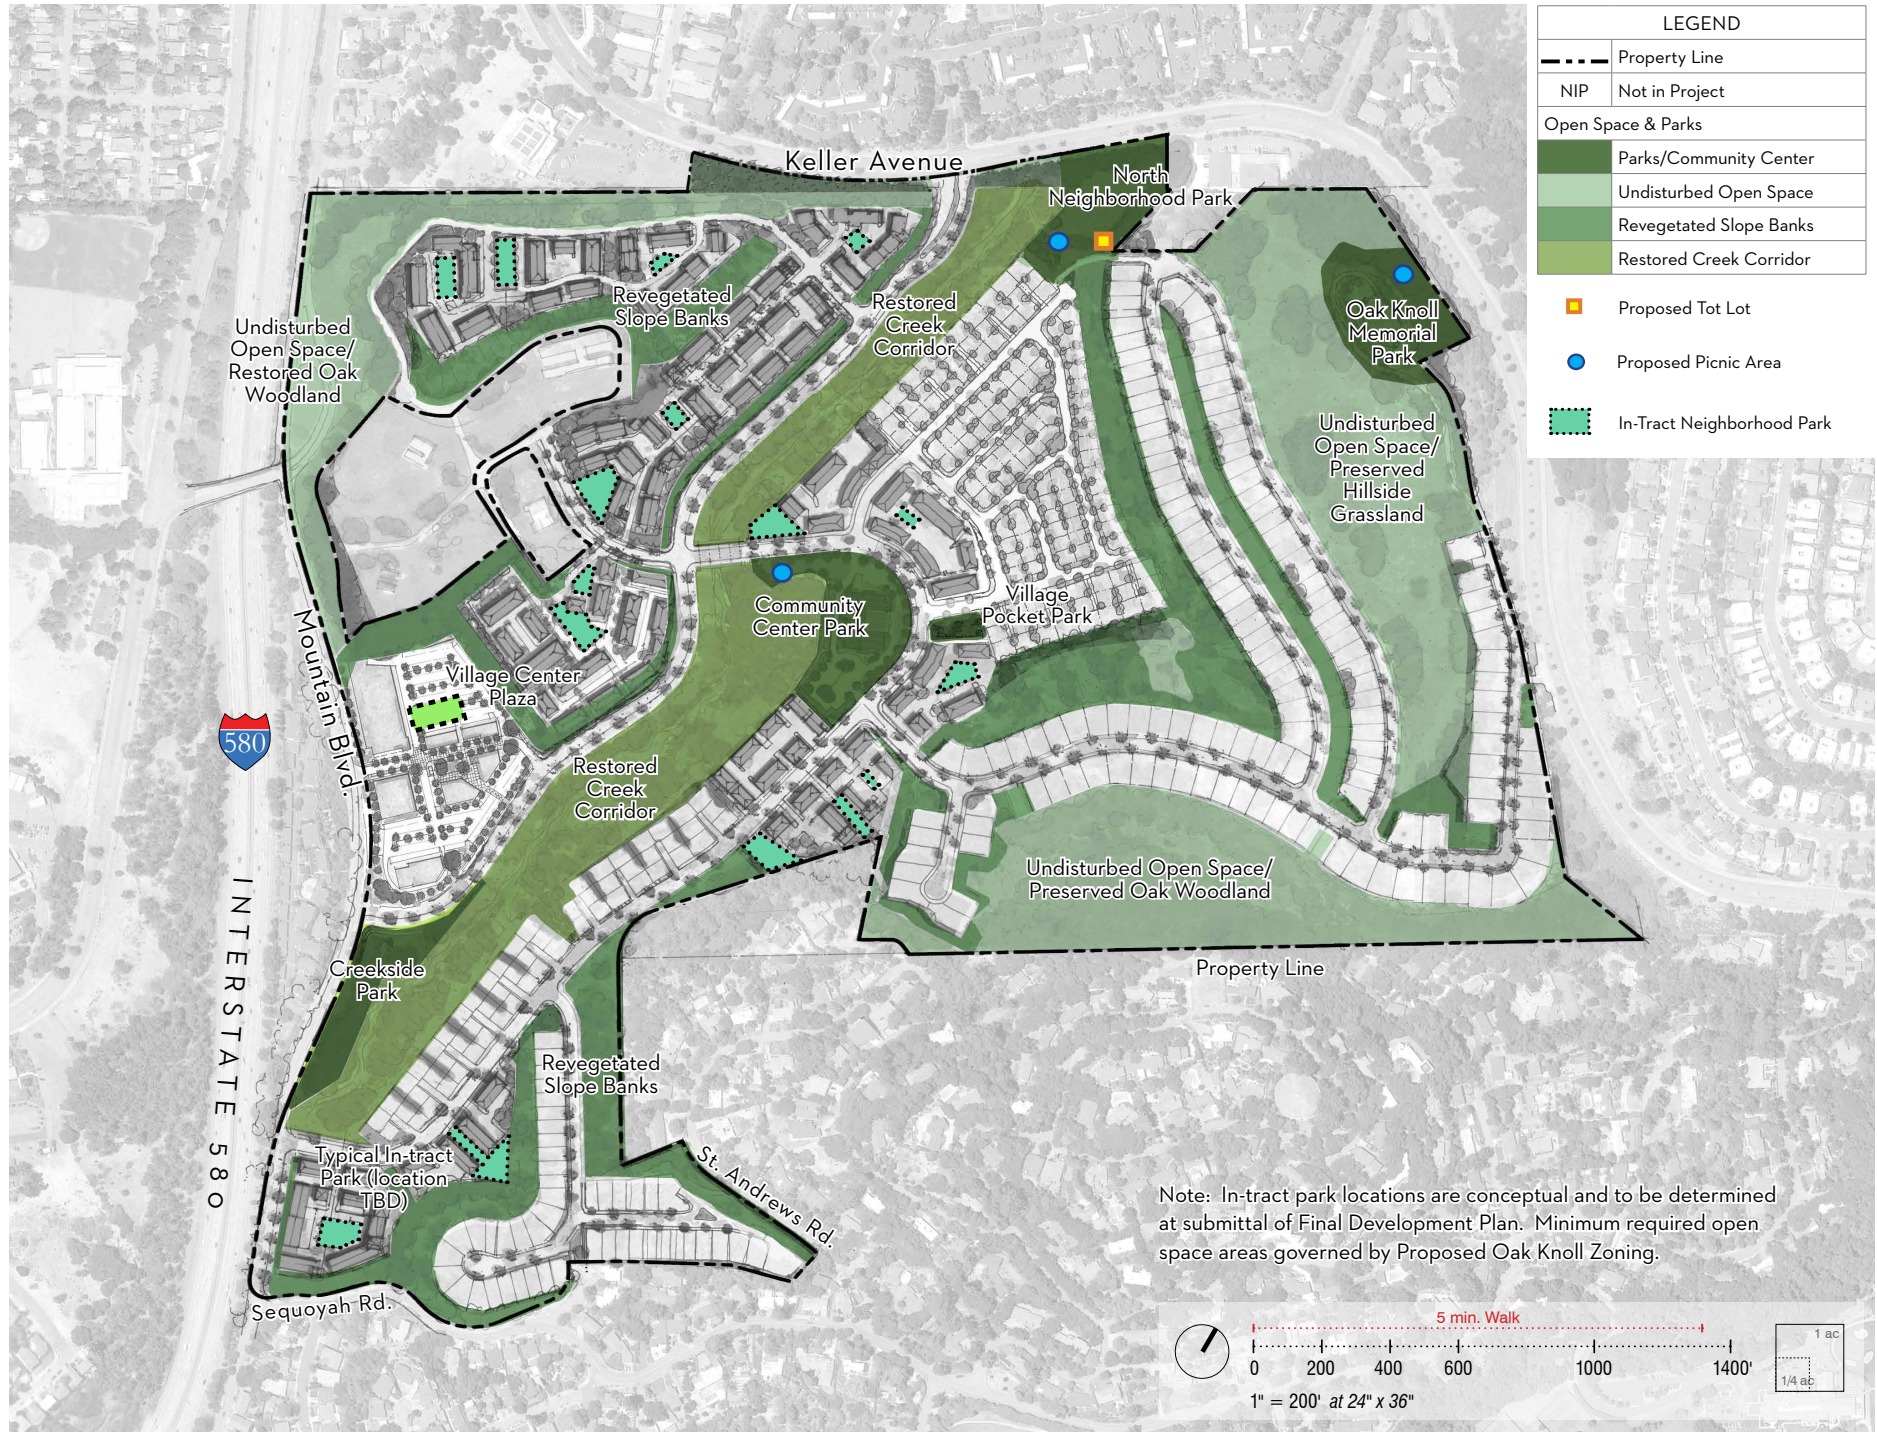 LEGEND
Property Line
NIP
Not in Project
Open Space & Parks
Parks/Community Center
Undisturbed Open Space
Revegetated Slope Banks
Restored Creek Corridor
Proposed Tot Lot
Proposed Picnic Area
In-Tract Neighborhood Park
Keller Avenue
North
Neighborhood Park
Oak Knoll
Memorial
Park
Undisturbed
Open Space/
Restored Oak
Woodland
Revegetated
Slope Banks
Restored
Creek
Corridor
Undisturbed
Open Space/
Preserved
Hillside
Grassland
Community
Center Park
Village
Pocket Park
Village Center
Plaza
Mountain Blvd.
580
Restored
Creek
Corridor
Undisturbed Open Space/
Preserved Oak Woodland
Property Line
INTERSTATE 580
Creekside
Park
Revegetated
Slope Banks
Typical In-tract
Park (location
TBD)
St. Andrews Rd.
Sequoyah Rd.
Note: In-tract park locations are conceptual and to be determined
at submittal of Final Development Plan. Minimum required open
space areas governed by Proposed Oak Knoll Zoning.
5 min. Walk
0 200 400 600 1000 1400'
1" = 200' at 24" x 36"
1 ac
1/4 ac